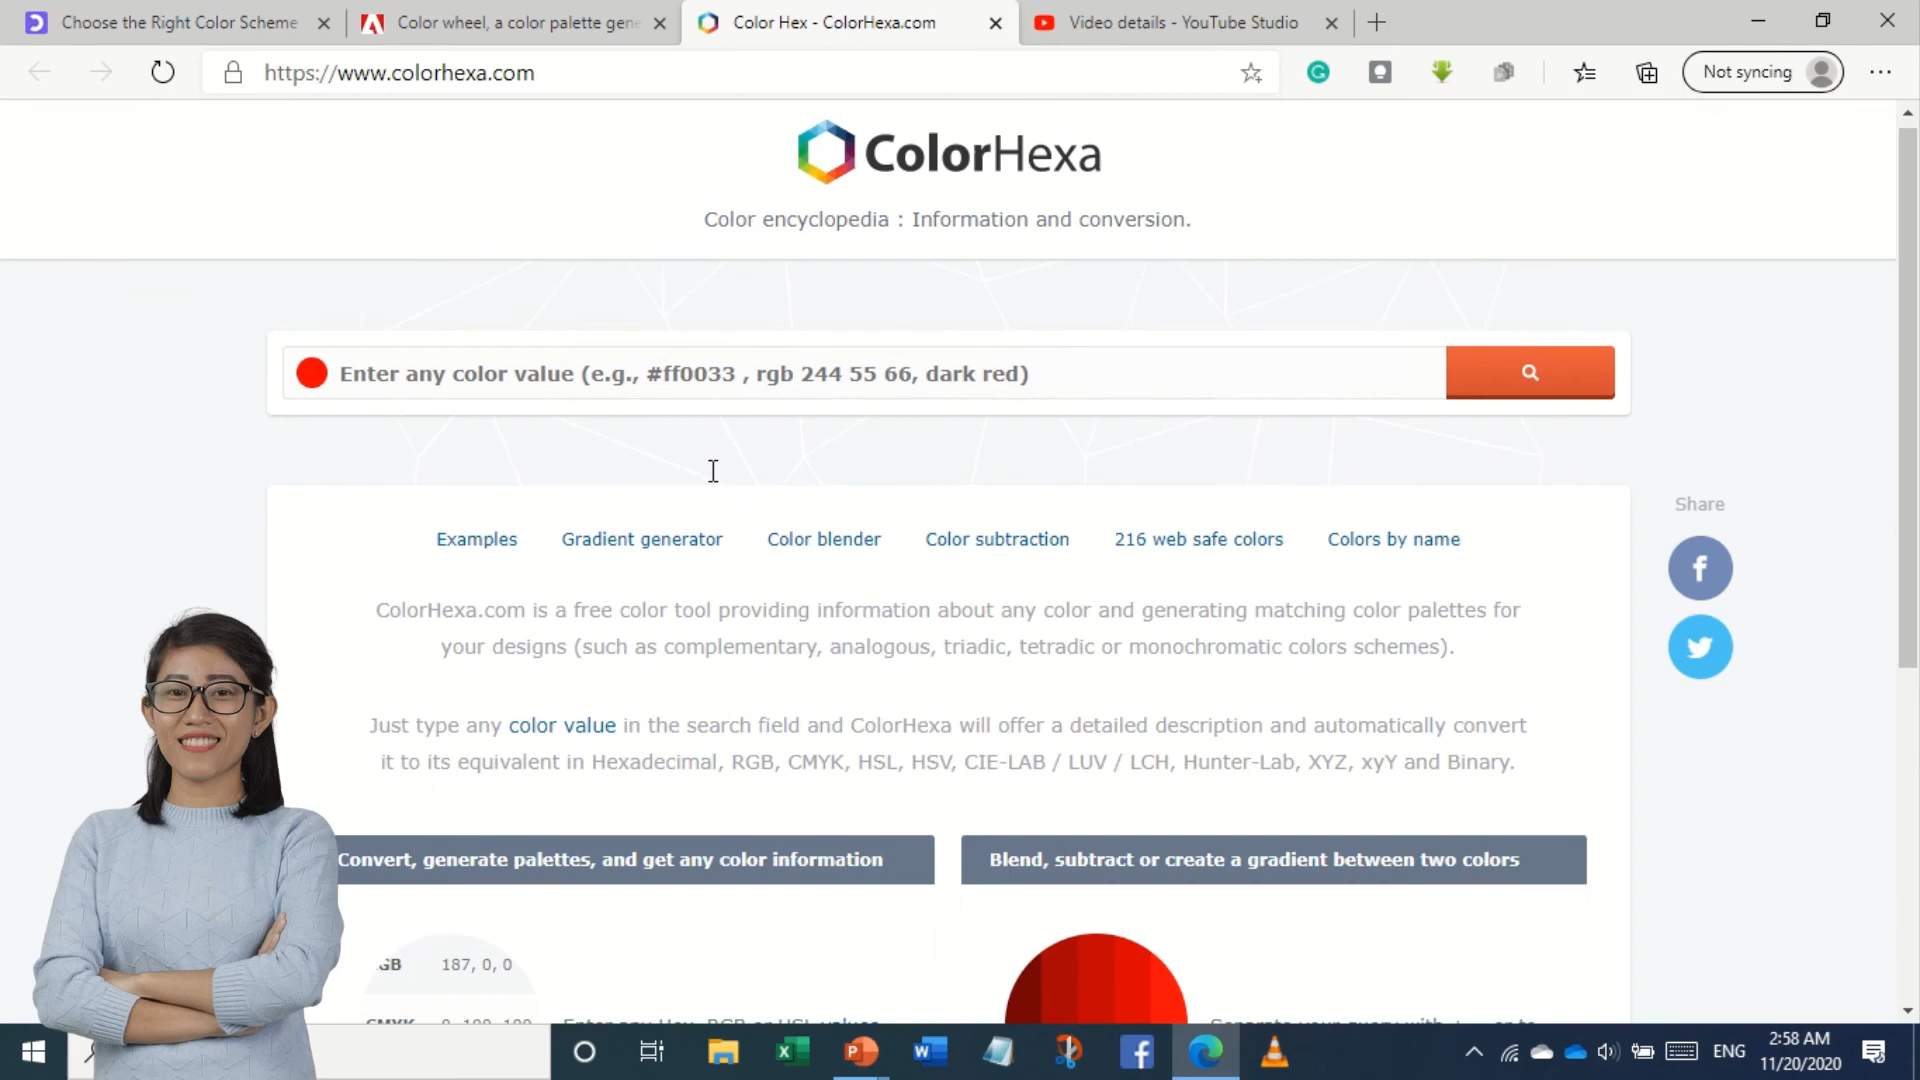 Choose the Right Color Scheme
Color wheel, a color palette gene
Color Hex - ColorHexa.com
Video details - YouTube Studio
https://www.colorhexa.com
Not syncing
ColorHexa
Color encyclopedia : Information and conversion.
Enter any color value (e.g., #ff0033 , rgb 244 55 66, dark red)
Share
Examples
Gradient generator
Color blender
Color subtraction
216 web safe colors
Colors by name
ColorHexa.com is a free color tool providing information about any color and generating matching color palettes for
your designs (such as complementary, analogous, triadic, tetradic or monochromatic colors schemes).
Just type any color value in the search field and ColorHexa will offer a detailed description and automatically convert
it to its equivalent in Hexadecimal, RGB, CMYK, HSL, HSV, CIE-LAB / LUV / LCH, Hunter-Lab, XYZ, xyY and Binary.
Convert, generate palettes, and get any color information
Blend, subtract or create a gradient between two colors
GB 187, 0, 0
ENG
2:58 AM
11/20/2020